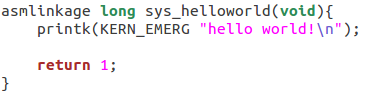 asmlinkage long sys_helloworld(void){
    printk(KERN_EMERG "hello world!\n");

    return 1;
}